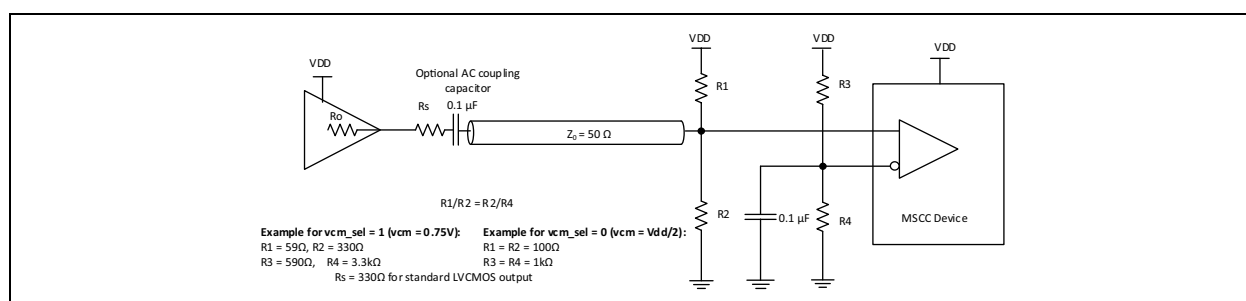 VDD
VDD
VDD
VDD
Optional AC coupling
capacitor
0.1 µF
Ro
Rs
R1
R3
Z₀ = 50 Ω
R1/R2 = R2/R4
R2
0.1 µF
R4
MSCC Device
Example for vcm_sel = 1 (vcm = 0.75V): Example for vcm_sel = 0 (vcm = Vdd/2):
R1 = 59Ω, R2 = 330Ω R1 = R2 = 100Ω
R3 = 590Ω, R4 = 3.3kΩ R3 = R4 = 1kΩ
Rs = 330Ω for standard LVCMOS output